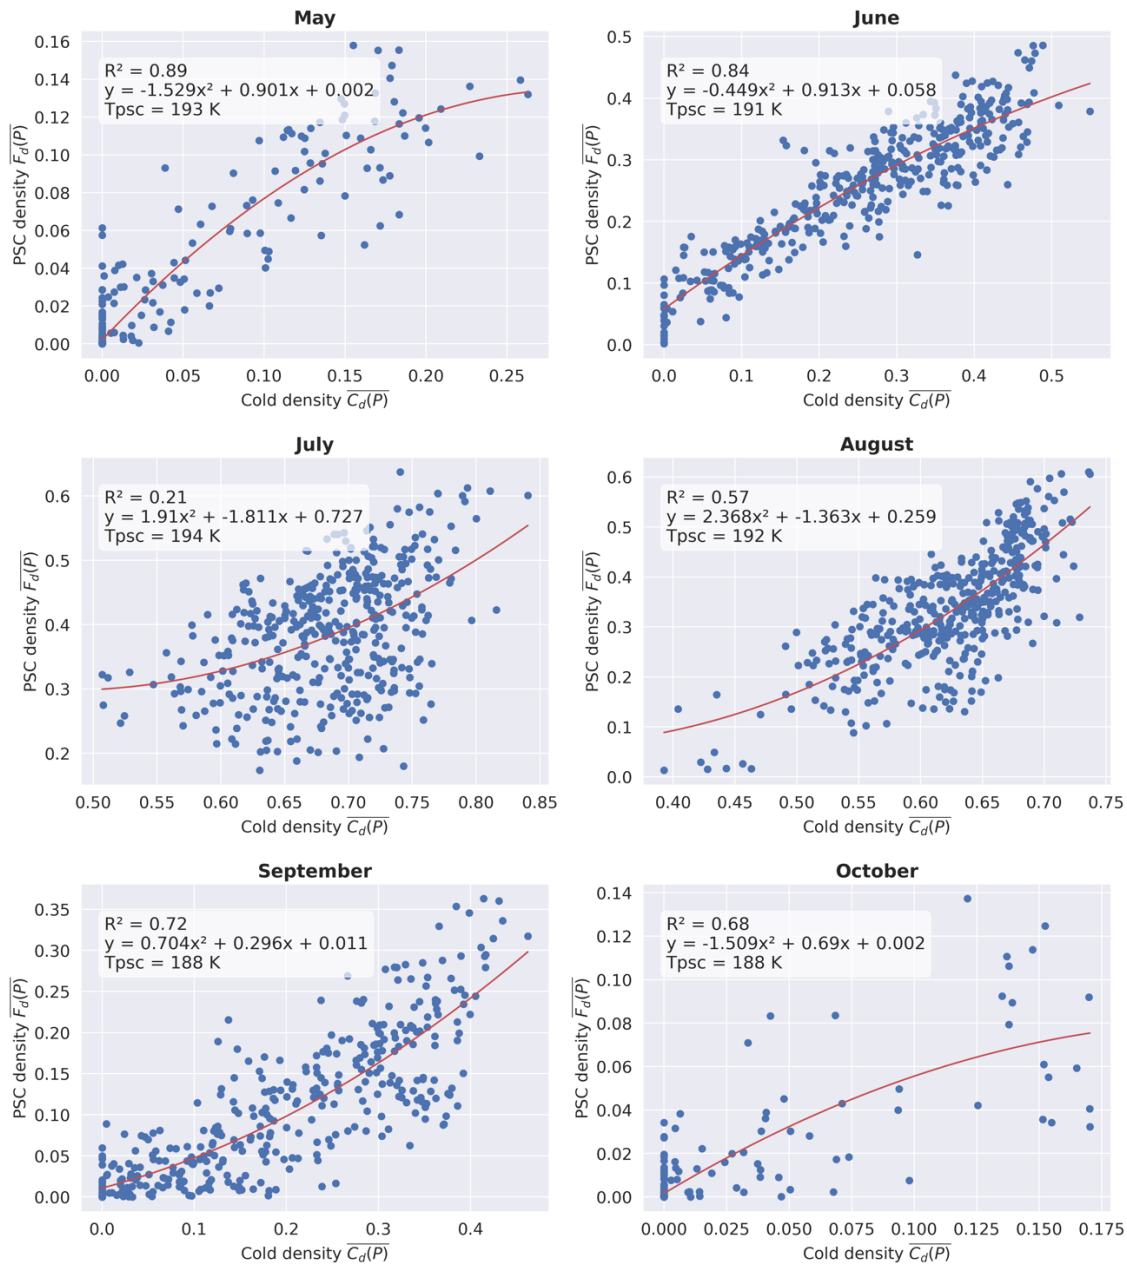 May
R² = 0.89
y = -1.529x² + 0.901x + 0.002
Tpsc = 193 K
PSC density F_d(P)
0.16
0.14
0.12
0.10
0.08
0.06
0.04
0.02
0.00
0.00 0.05 0.10 0.15 0.20 0.25
Cold density C_d(P)
June
R² = 0.84
y = -0.449x² + 0.913x + 0.058
Tpsc = 191 K
PSC density F_d(P)
0.5
0.4
0.3
0.2
0.1
0.0
0.0 0.1 0.2 0.3 0.4 0.5
Cold density C_d(P)
July
R² = 0.21
y = 1.91x² + -1.811x + 0.727
Tpsc = 194 K
PSC density F_d(P)
0.6
0.5
0.4
0.3
0.2
0.50 0.55 0.60 0.65 0.70 0.75 0.80 0.85
Cold density C_d(P)
August
R² = 0.57
y = 2.368x² + -1.363x + 0.259
Tpsc = 192 K
PSC density F_d(P)
0.6
0.5
0.4
0.3
0.2
0.1
0.0
0.40 0.45 0.50 0.55 0.60 0.65 0.70 0.75
Cold density C_d(P)
September
R² = 0.72
y = 0.704x² + 0.296x + 0.011
Tpsc = 188 K
PSC density F_d(P)
0.35
0.30
0.25
0.20
0.15
0.10
0.05
0.00
0.0 0.1 0.2 0.3 0.4
Cold density C_d(P)
October
R² = 0.68
y = -1.509x² + 0.69x + 0.002
Tpsc = 188 K
PSC density F_d(P)
0.14
0.12
0.10
0.08
0.06
0.04
0.02
0.00
0.000 0.025 0.050 0.075 0.100 0.125 0.150 0.175
Cold density C_d(P)